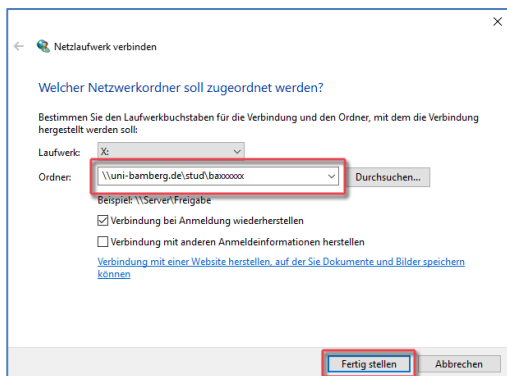 Netzlaufwerk verbinden
Welcher Netzwerkordner soll zugeordnet werden?
Bestimmen Sie den Laufwerkbuchstaben für die Verbindung und den Ordner, mit dem die Verbindung
hergestellt werden soll:
Laufwerk: X:
Ordner: \\uni-bamberg.de\stud\baxxxxxx Durchsuchen...
Beispiel: \\Server\Freigabe
Verbindung bei Anmeldung wiederherstellen
Verbindung mit anderen Anmeldeinformationen herstellen
Verbindung mit einer Website herstellen, auf der Sie Dokumente und Bilder speichern
können
Fertig stellen Abbrechen